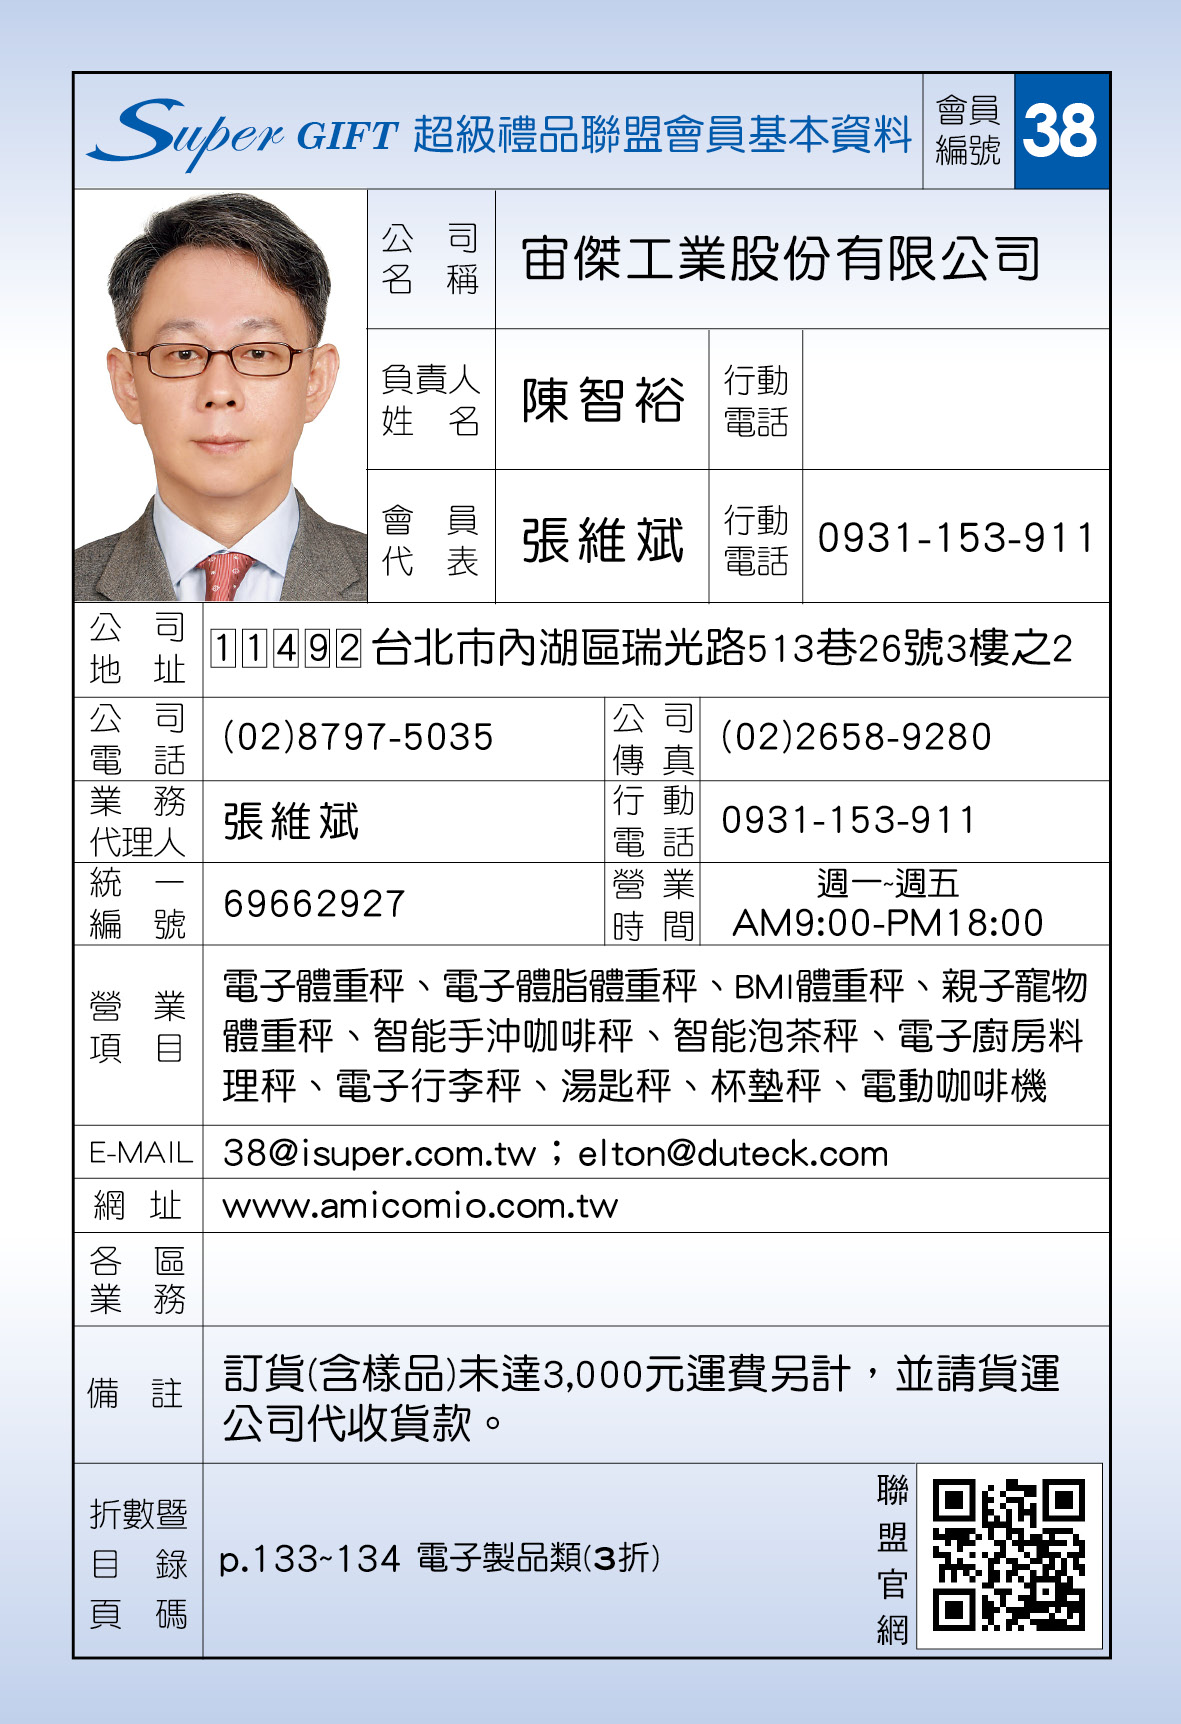 Super GIFT 超級禮品聯盟會員基本資料
會員
編號
38
公司
名稱
宙傑工業股份有限公司
負責人
姓名
陳智裕
行動
電話
會員
代表
張維斌
行動
電話
0931-153-911
公司
地址
11492 台北市內湖區瑞光路513巷26號3樓之2
公司
電話
(02)8797-5035
公司
傳真
(02)2658-9280
業務
代理人
張維斌
行動
電話
0931-153-911
統一
編號
69662927
營業
時間
週一~週五
AM9:00-PM18:00
營業
項目
電子體重秤、電子體脂體重秤、BMI體重秤、親子寵物
體重秤、智能手沖咖啡秤、智能泡茶秤、電子廚房料
理秤、電子行李秤、湯匙秤、杯墊秤、電動咖啡機
E-MAIL
38@isuper.com.tw；elton@duteck.com
網址
www.amicomio.com.tw
各區
業務
備註
訂貨(含樣品)未達3,000元運費另計，並請貨運
公司代收貨款。
折數暨
目錄
頁碼
p.133~134 電子製品類(3折)
聯
盟
官
網